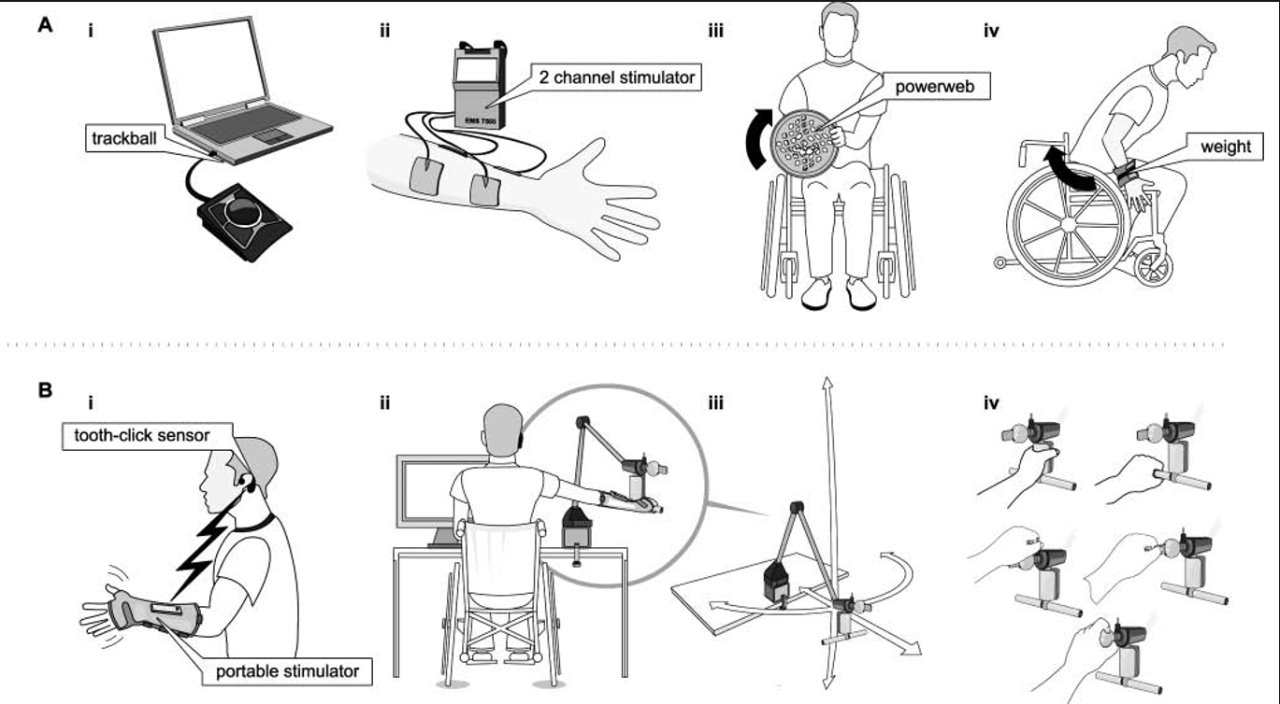 A
i
ii
iii
iv
trackball
2 channel stimulator
EMS 7500
powerweb
weight
B
i
ii
iii
iv
tooth-click sensor
portable stimulator